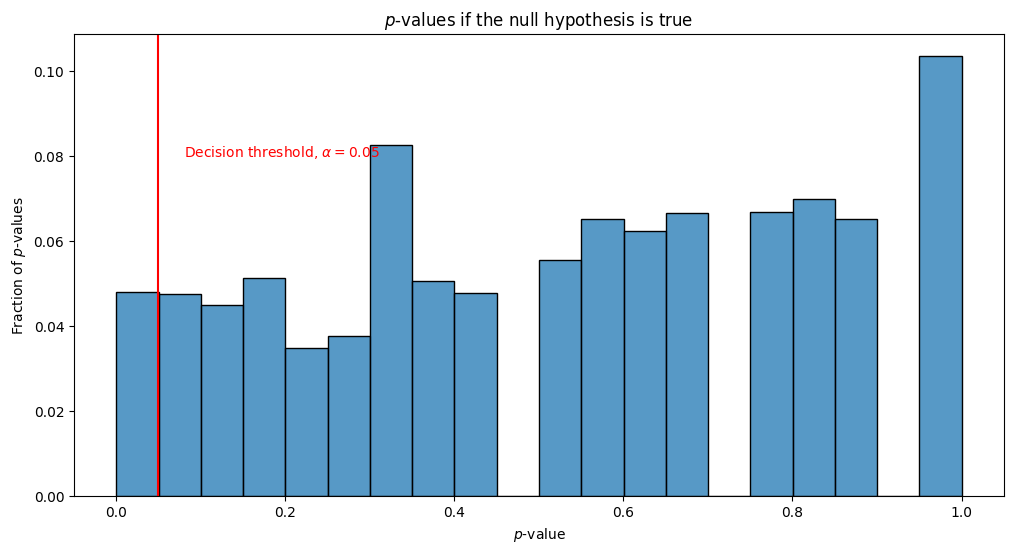 p-values if the null hypothesis is true
Decision threshold, α = 0.05
Fraction of p-values
0.10
0.08
0.06
0.04
0.02
0.00
0.0 0.2 0.4 0.6 0.8 1.0
p-value